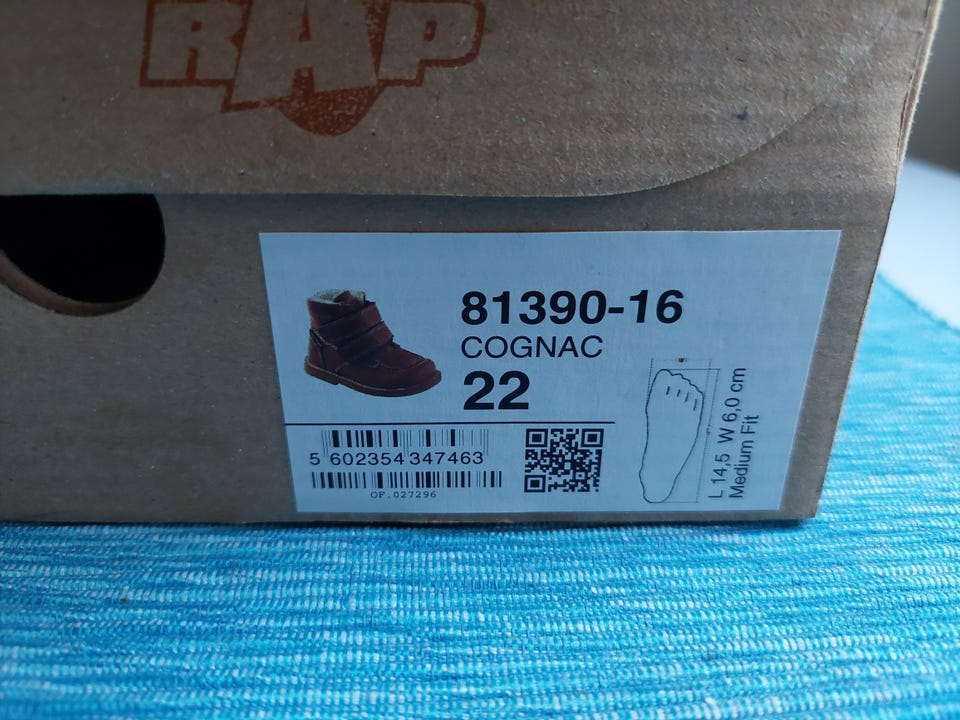 RAP
81390-16
COGNAC
22
5 602354 347463
OF.027296
L 14,5 W 6,0 cm
Medium Fit